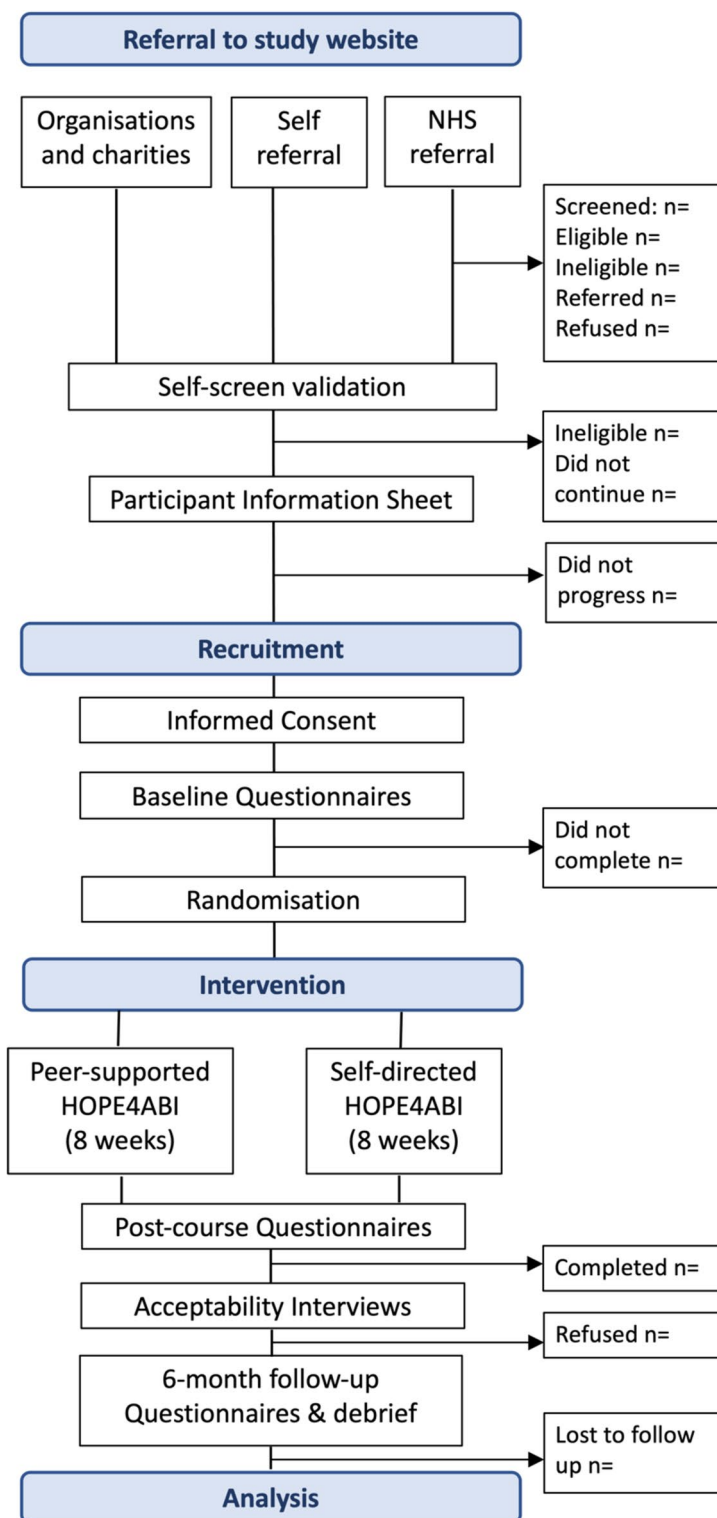 Referral to study website
Organisations
and charities
Self
referral
NHS
referral
Screened: n=
Eligible n=
Ineligible n=
Referred n=
Refused n=
Self-screen validation
Ineligible n=
Did not
continue n=
Participant Information Sheet
Did not
progress n=
Recruitment
Informed Consent
Baseline Questionnaires
Did not
complete n=
Randomisation
Intervention
Peer-supported
HOPE4ABI
(8 weeks)
Self-directed
HOPE4ABI
(8 weeks)
Post-course Questionnaires
Completed n=
Acceptability Interviews
Refused n=
6-month follow-up
Questionnaires & debrief
Lost to follow
up n=
Analysis